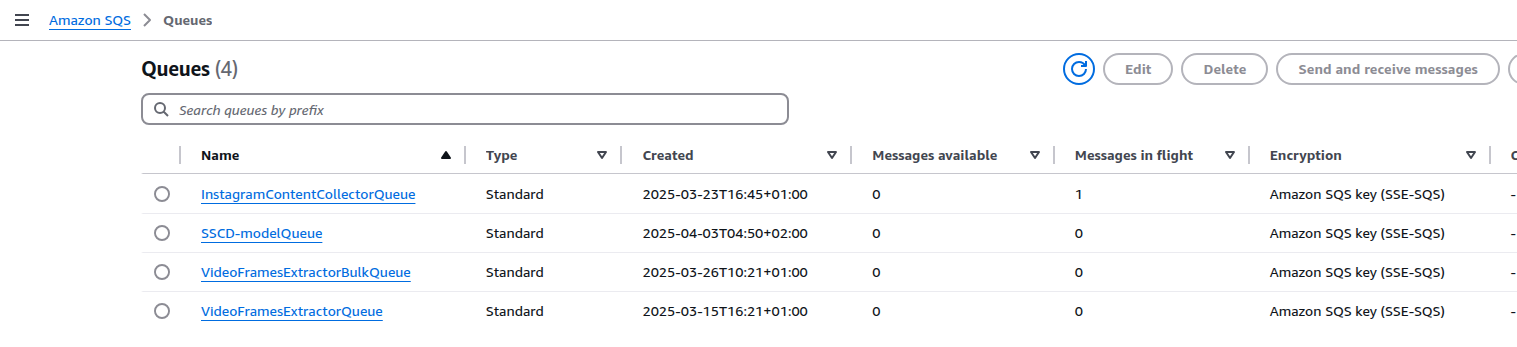 Amazon SQS > Queues
Queues (4)
Edit Delete Send and receive messages
Search queues by prefix
Name Type Created Messages available Messages in flight Encryption
InstagramContentCollectorQueue Standard 2025-03-23T16:45+01:00 0 1 Amazon SQS key (SSE-SQS) -
SSCD-modelQueue Standard 2025-04-03T04:50+02:00 0 0 Amazon SQS key (SSE-SQS) -
VideoFramesExtractorBulkQueue Standard 2025-03-26T10:21+01:00 0 0 Amazon SQS key (SSE-SQS) -
VideoFramesExtractorQueue Standard 2025-03-15T16:21+01:00 0 0 Amazon SQS key (SSE-SQS) -